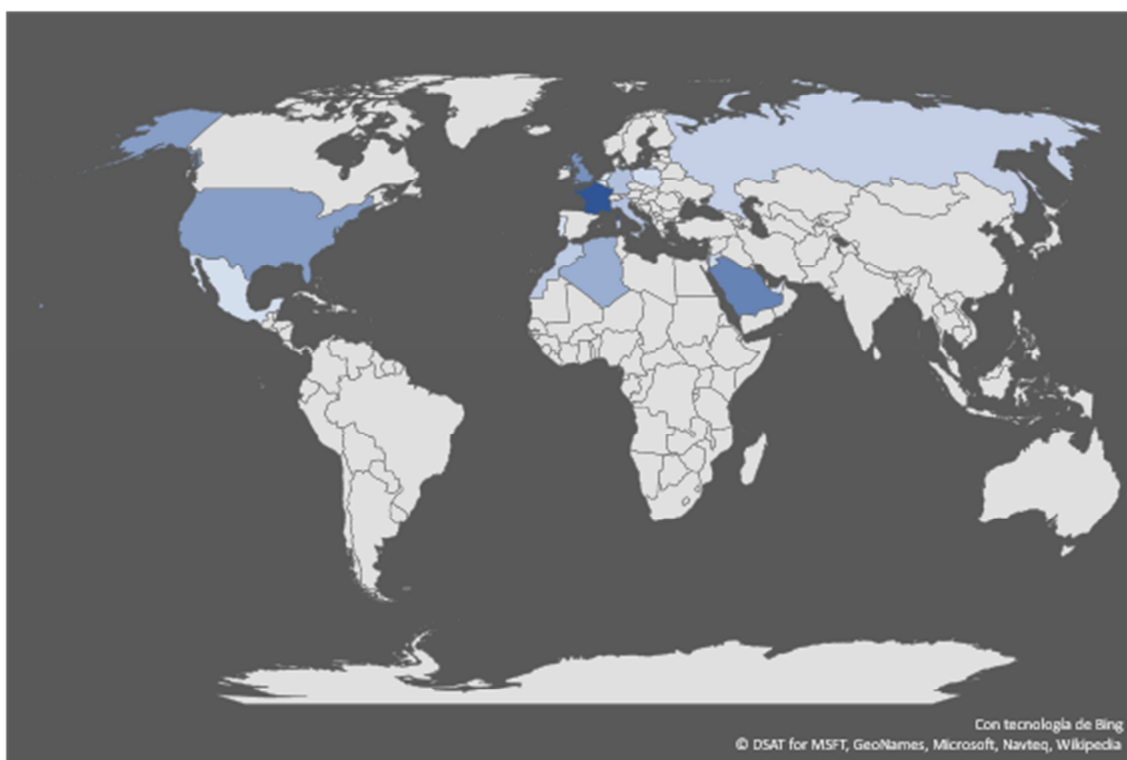 Con tecnología de Bing
© DSAT for MSFT, GeoNames, Microsoft, Navteq, Wikipedia